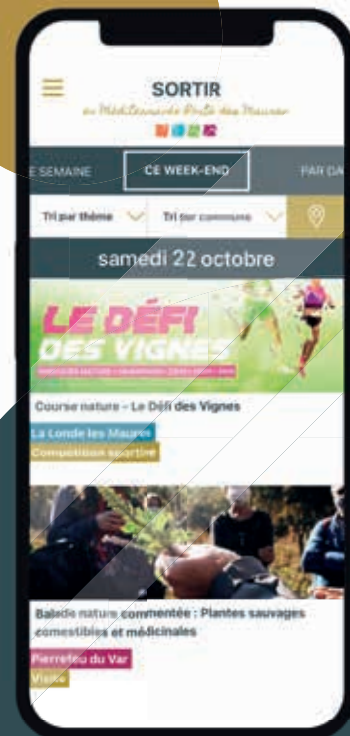 SORTIR
en Méditerranée Porte des Maures
E SEMAINE
CE WEEK-END
PAR DA
Tri par thème
Tri par commune
samedi 22 octobre
LE DÉFI
DES VIGNES
Course nature – Le Défi des Vignes
La Londe les Maures
Compétition sportive
Balade nature commentée : Plantes sauvages
comestibles et médicinales
Pierrefeu du Var
Visite